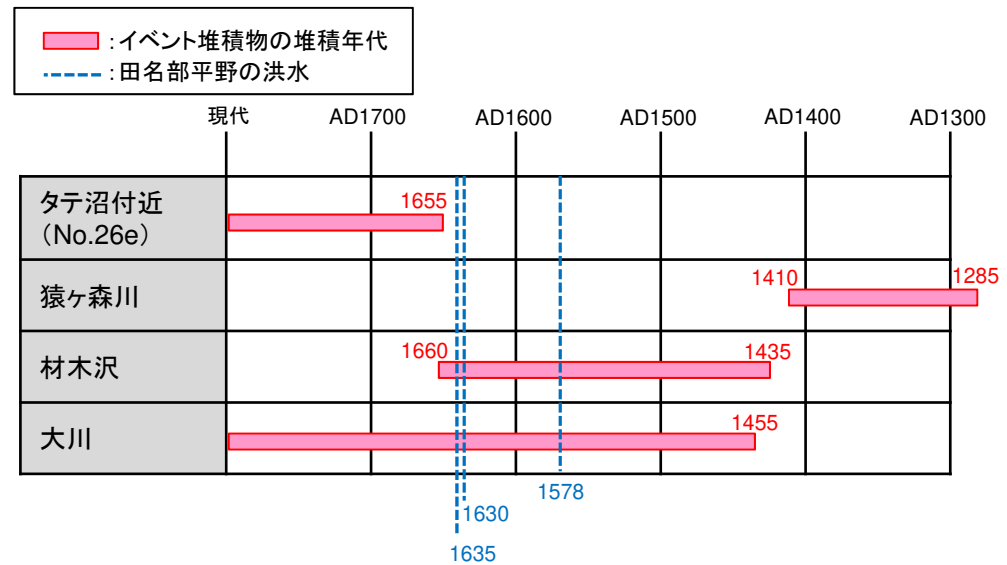 ：イベント堆積物の堆積年代
：田名部平野の洪水
現代 AD1700 AD1600 AD1500 AD1400 AD1300
タテ沼付近
（No.26e）
1655
猿ヶ森川
1410 1285
材木沢
1660 1435
大川
1455
1578
1630
1635